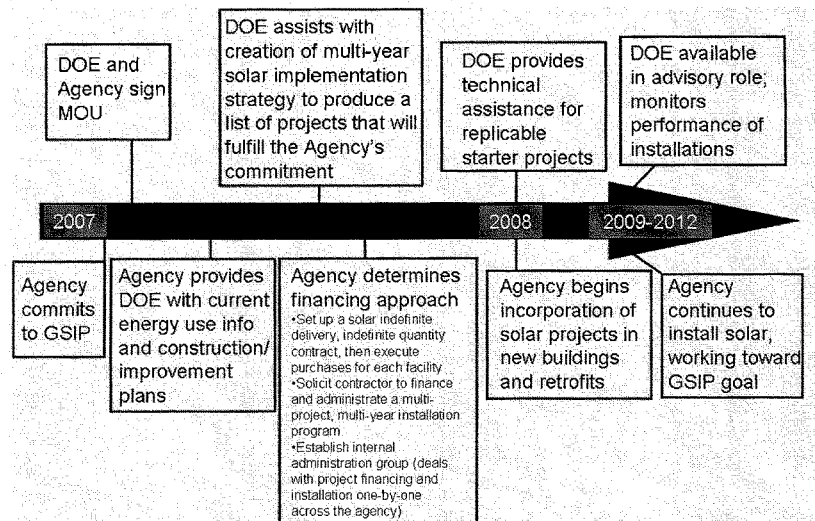 DOE and
Agency sign
MOU
DOE assists with
creation of multi-year
solar implementation
strategy to produce a
list of projects that will
fulfill the Agency's
commitment
DOE provides
technical
assistance for
replicable
starter projects
DOE available
in advisory role;
monitors
performance of
installations
2007
2008
2009-2012
Agency
commits
to GSIP
Agency provides
DOE with current
energy use info
and construction/
improvement
plans
Agency determines
financing approach
•Set up a solar indefinite
delivery, indefinite quantity
contract, then execute
purchases for each facility
•Solicit contractor to finance
and administrate a multi-
project, multi-year installation
program
•Establish internal
administration group (deals
with project financing and
installation one-by-one
across the agency)
Agency begins
incorporation of
solar projects in
new buildings
and retrofits
Agency
continues to
install solar,
working toward
GSIP goal